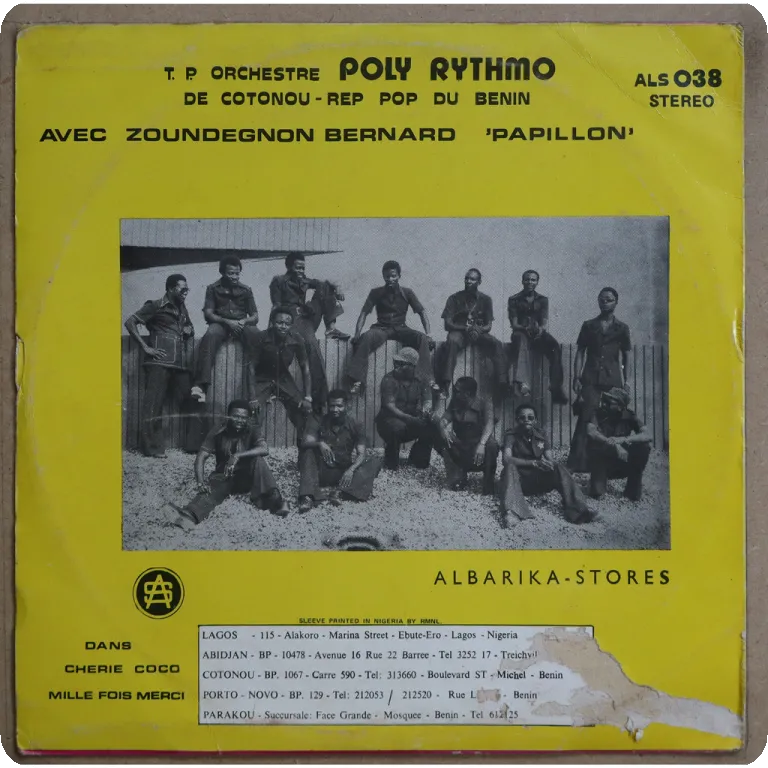 T. P. ORCHESTRE POLY RYTHMO
DE COTONOU - REP POP DU BENIN
ALS 038
STEREO
AVEC ZOUNDEGNON BERNARD 'PAPILLON'
ALBARIKA-STORES
AS
SLEEVE PRINTED IN NIGERIA BY HMNL.
DANS
CHERIE COCO
MILLE FOIS MERCI
LAGOS - 115 - Alakoro - Marina Street - Ebute-Ero - Lagos - Nigeria
ABIDJAN - BP - 10478 - Avenue 16 Rue 22 Barree - Tel 3252 17 -
COTONOU - BP. 1067 - Carre 590 - Tel: 313660 - Boulevard ST - Michel - Benin
PORTO - NOVO - BP. 129 - Tel: 212053 / 212520 - Rue - Benin
PARAKOU - Succursale: Face Grande - Mosquee - Benin - Tel 612125